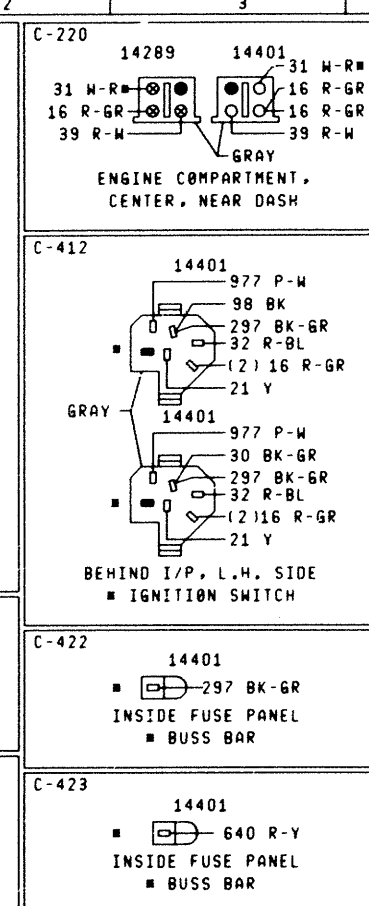 2 3
C-220
14289 14401
31 W-R■ 31 W-R■
16 R-GR 16 R-GR
16 R-GR
39 R-W 39 R-W
GRAY
ENGINE COMPARTMENT,
CENTER, NEAR DASH
C-412
14401
977 P-W
98 BK
297 BK-GR
32 R-BL
■ (2) 16 R-GR
21 Y
GRAY
14401
977 P-W
30 BK-GR
297 BK-GR
32 R-BL
■ (2)16 R-GR
21 Y
BEHIND I/P, L.H. SIDE
■ IGNITION SWITCH
C-422
14401
■ 297 BK-GR
INSIDE FUSE PANEL
■ BUSS BAR
C-423
14401
■ 640 R-Y
INSIDE FUSE PANEL
■ BUSS BAR